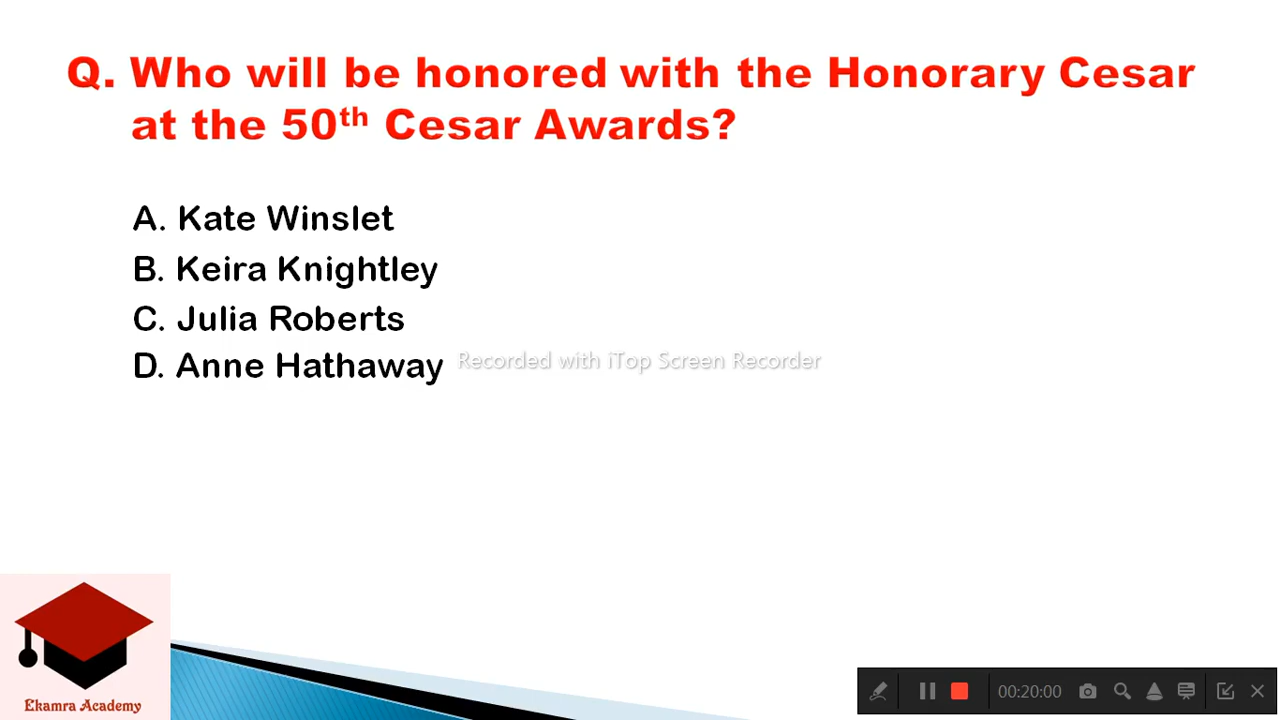 Q. Who will be honored with the Honorary Cesar
at the 50th Cesar Awards?
A. Kate Winslet
B. Keira Knightley
C. Julia Roberts
D. Anne Hathaway
Recorded with iTop Screen Recorder
Ekamra Academy
00:20:00